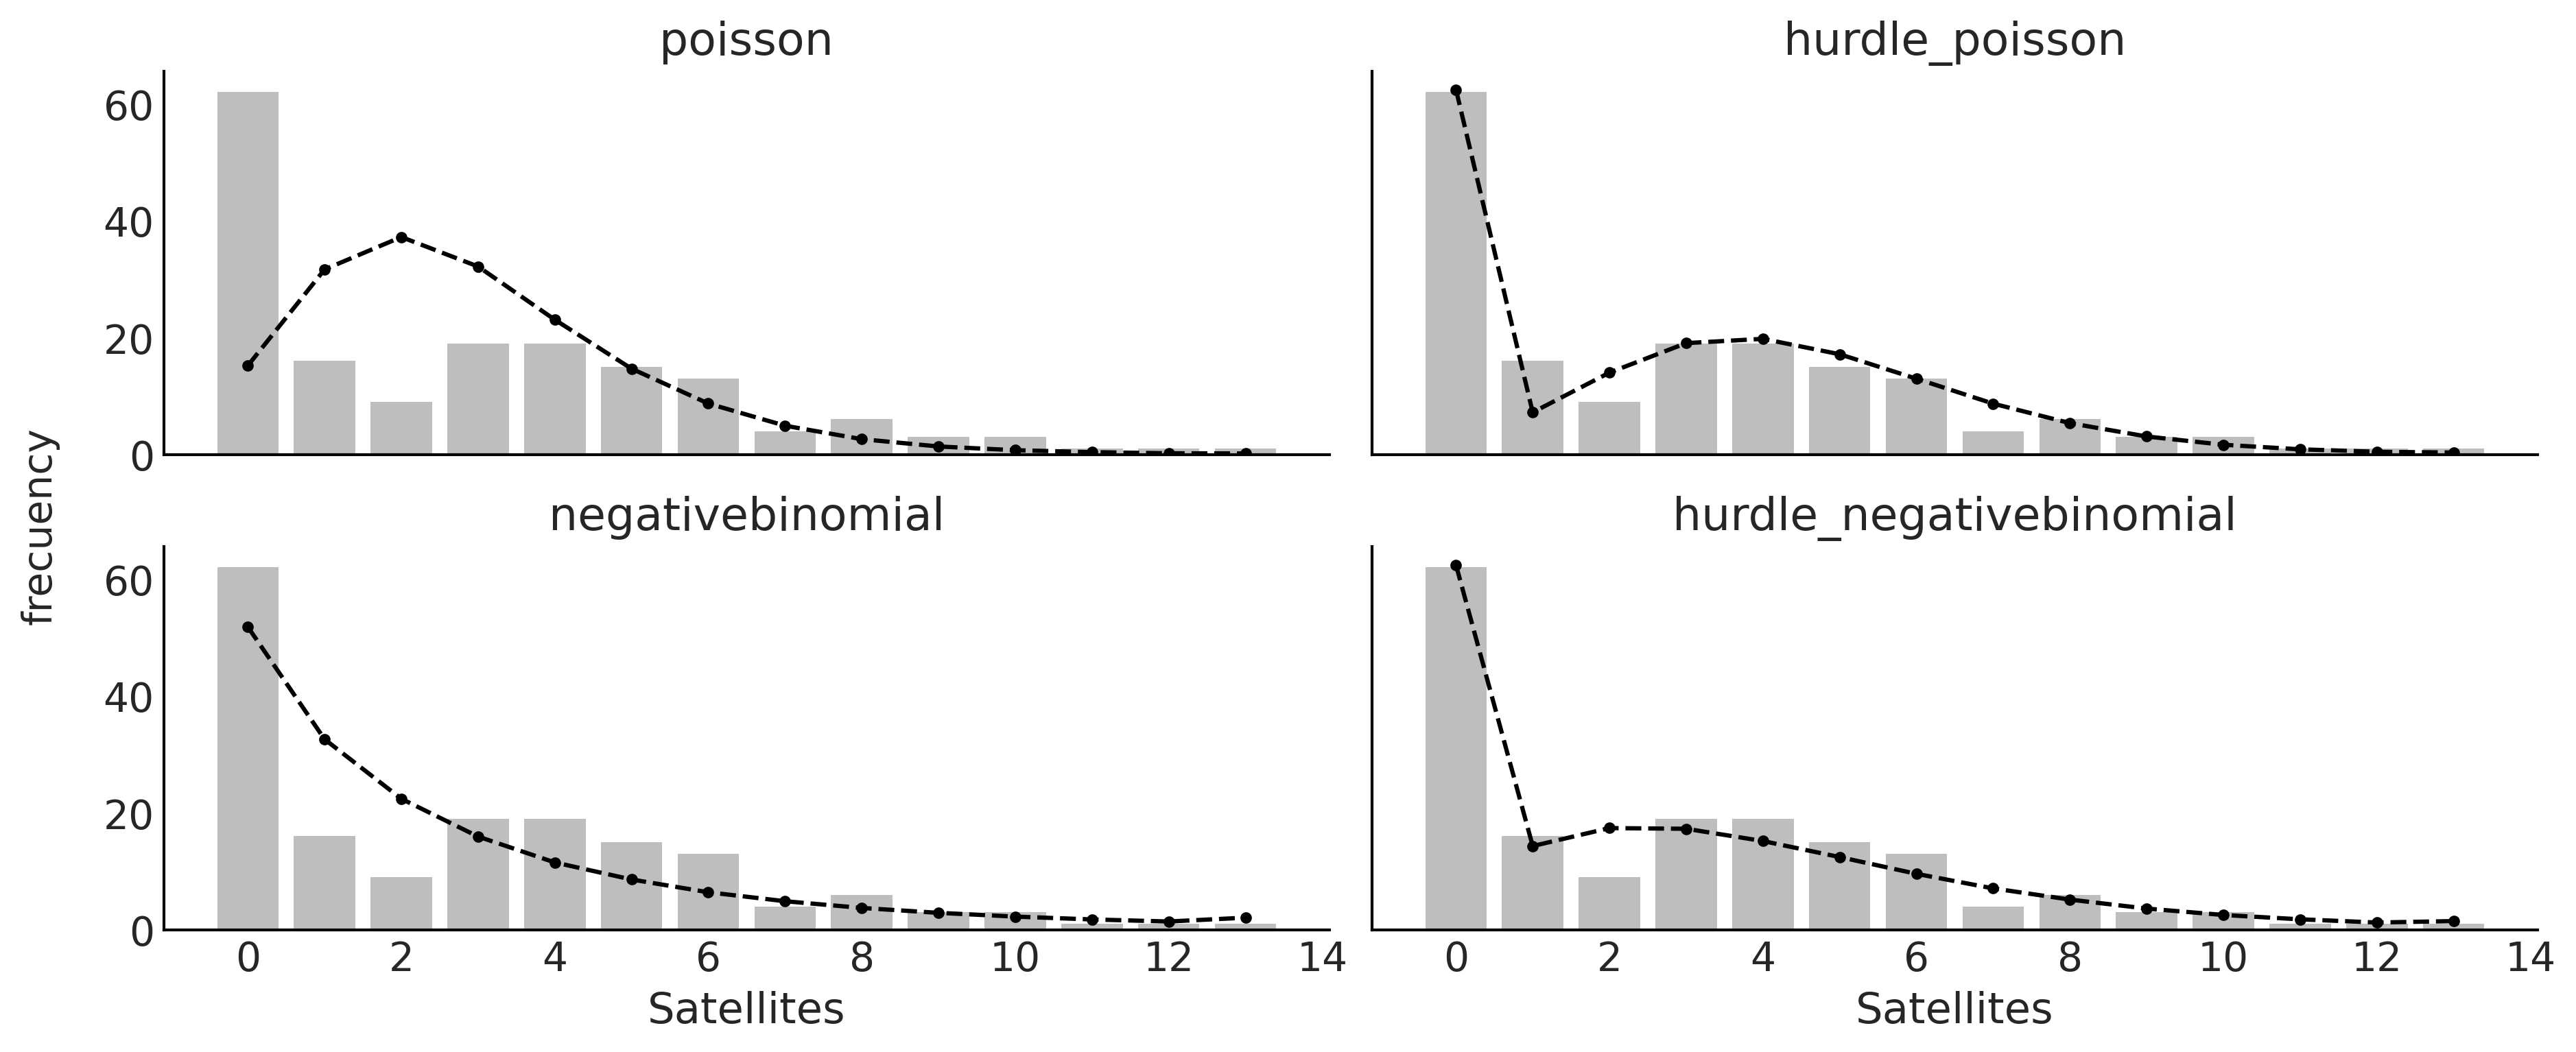 poisson
hurdle_poisson
60
40
20
0
negativebinomial
hurdle_negativebinomial
60
40
20
0
frecuency
0 2 4 6 8 10 12 14
0 2 4 6 8 10 12 14
Satellites
Satellites